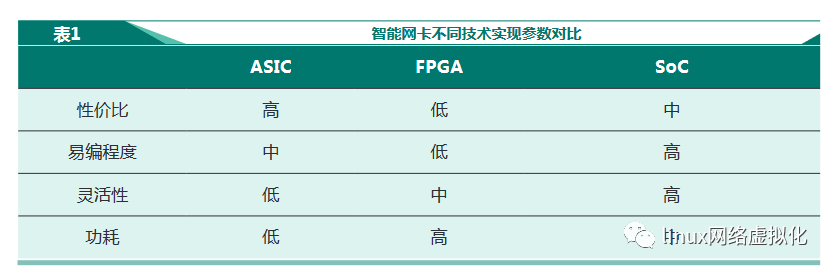 表1 智能网卡不同技术实现参数对比
ASIC FPGA SoC
性价比 高 低 中
易编程度 中 低 高
灵活性 低 中 高
功耗 低 高 中
linux网络虚拟化